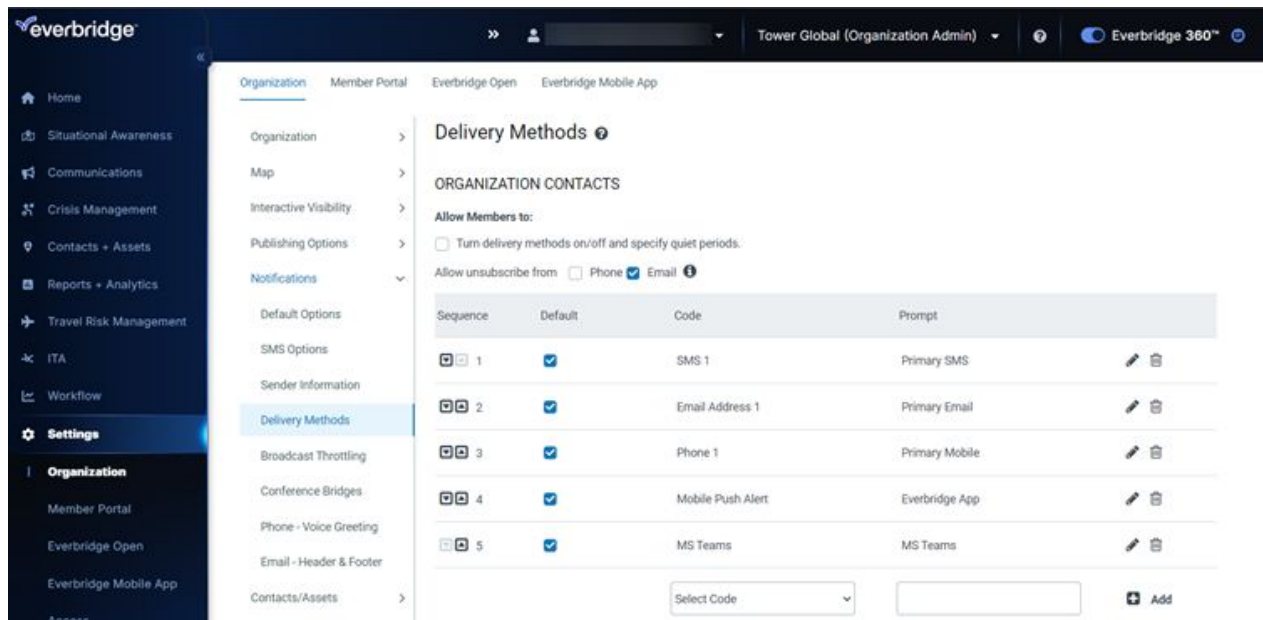 everbridge
Tower Global (Organization Admin)
Everbridge 360™
Home
Situational Awareness
Communications
Crisis Management
Contacts + Assets
Reports + Analytics
Travel Risk Management
ITA
Workflow
Settings
Organization
Member Portal
Everbridge Open
Everbridge Mobile App
Access
Organization Member Portal Everbridge Open Everbridge Mobile App
Organization
Map
Interactive Visibility
Publishing Options
Notifications
Default Options
SMS Options
Sender Information
Delivery Methods
Broadcast Throttling
Conference Bridges
Phone - Voice Greeting
Email - Header & Footer
Contacts/Assets
Delivery Methods
ORGANIZATION CONTACTS
Allow Members to:
Turn delivery methods on/off and specify quiet periods.
Allow unsubscribe from Phone Email
Sequence Default Code Prompt
1 SMS 1 Primary SMS
2 Email Address 1 Primary Email
3 Phone 1 Primary Mobile
4 Mobile Push Alert Everbridge App
5 MS Teams MS Teams
Select Code Add